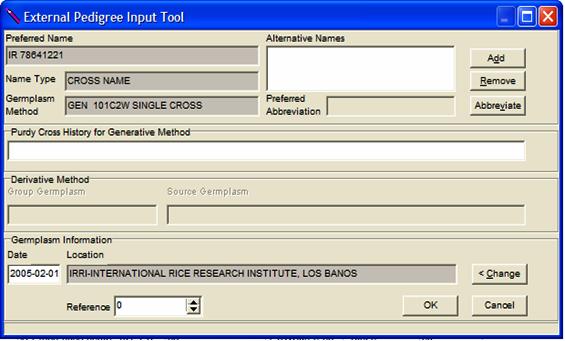 External Pedigree Input Tool
Preferred Name
Alternative Names
IR 78641221
Add
Name Type
CROSS NAME
Remove
Germplasm Method
GEN 101C2W SINGLE CROSS
Preferred Abbreviation
Abbreviate
Purdy Cross History for Generative Method
Derivative Method
Group Germplasm
Source Germplasm
Germplasm Information
Date
Location
2005-02-01
IRRI-INTERNATIONAL RICE RESEARCH INSTITUTE, LOS BANOS
< Change
Reference
0
OK
Cancel